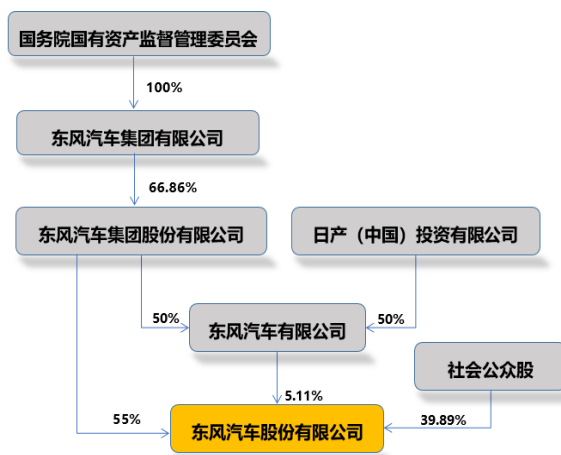 国务院国有资产监督管理委员会
100%
东风汽车集团有限公司
66.86%
东风汽车集团股份有限公司
日产（中国）投资有限公司
50%
东风汽车有限公司
50%
5.11%
社会公众股
55%
东风汽车股份有限公司
39.89%